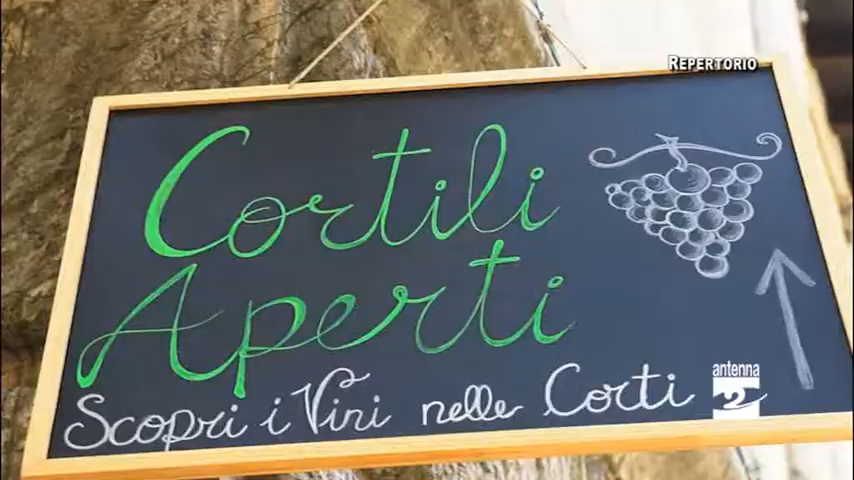 REPERTORIO
Cortili
Aperti
Scopri i Vini nelle Corti
antenna
2